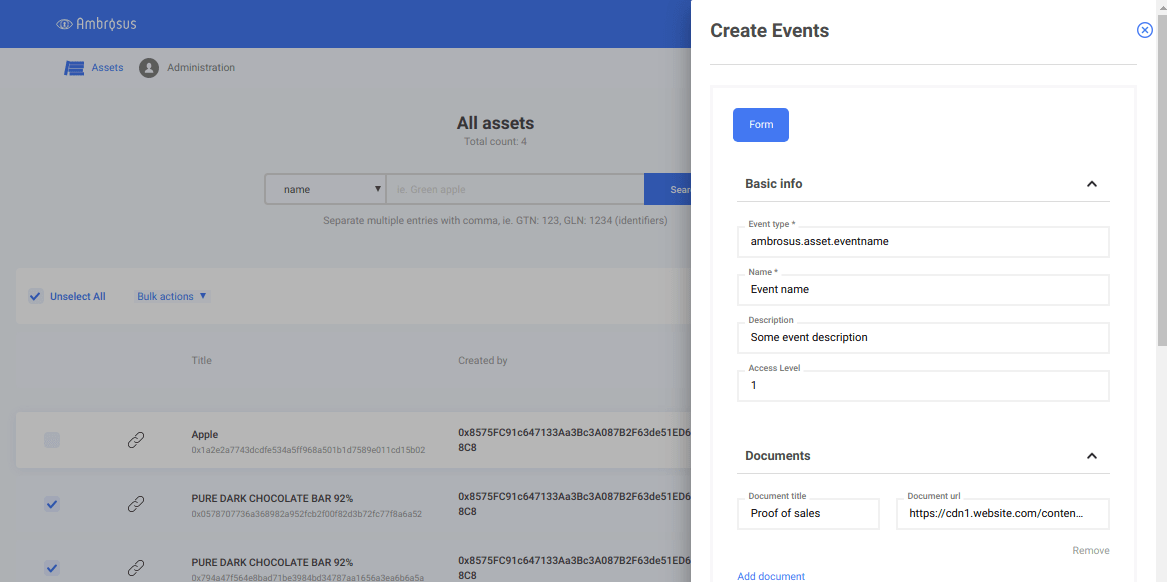 Ambrosus
Assets
Administration
All assets
Total count: 4
name
ie. Green apple
Sear
Separate multiple entries with comma, ie. GTN: 123, GLN: 1234 (identifiers)
Unselect All
Bulk actions
Title
Created by
Apple
0x1a2e2a7743dcdfe534a5ff968a501b1d7589e011cd15b02
0x8575FC91c647133Aa3Bc3A087B2F63de51ED6
8C8
PURE DARK CHOCOLATE BAR 92%
0x0578707736a368982a952fcb2f00f82d3b72fc77f8a6a52
0x8575FC91c647133Aa3Bc3A087B2F63de51ED6
8C8
PURE DARK CHOCOLATE BAR 92%
0x794a47f564e8bad71be3984bd34787aa1656a3ea6b6a5a
0x8575FC91c647133Aa3Bc3A087B2F63de51ED6
8C8
Create Events
Form
Basic info
Event type *
ambrosus.asset.eventname
Name *
Event name
Description
Some event description
Access Level
1
Documents
Document title
Proof of sales
Document url
https://cdn1.website.com/conten...
Remove
Add document